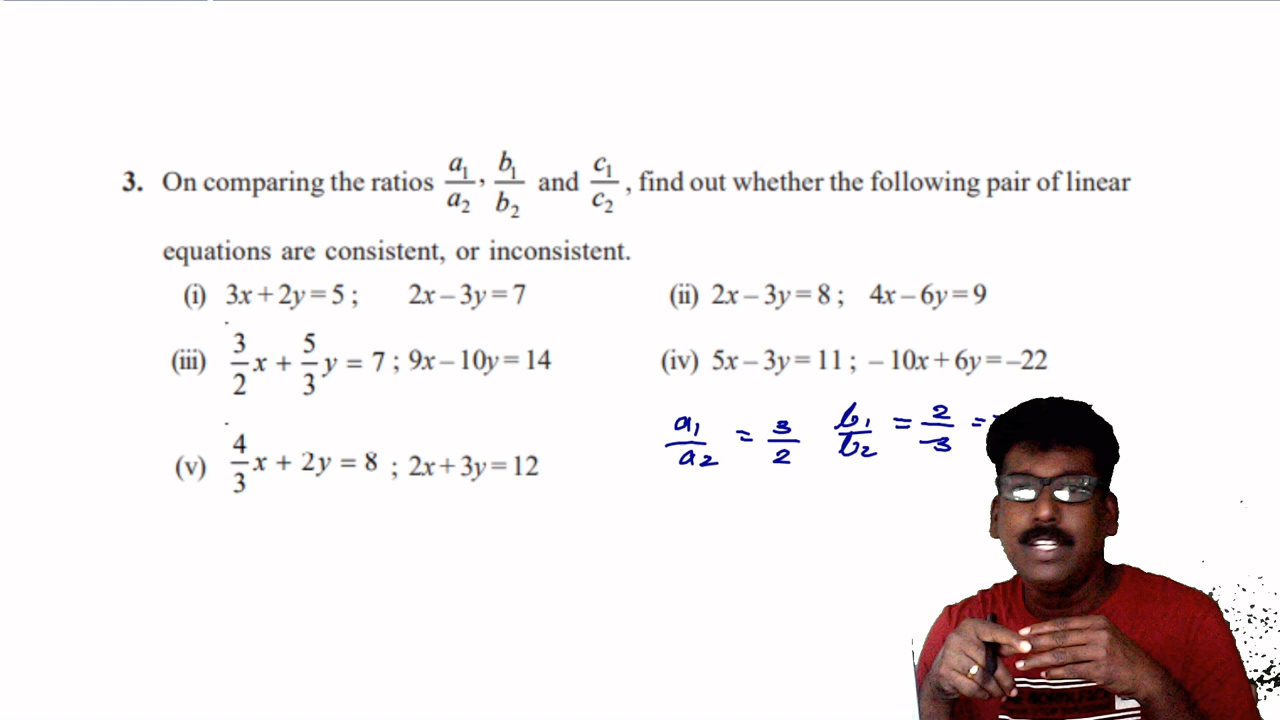 3. On comparing the ratios a₁/a₂, b₁/b₂ and c₁/c₂, find out whether the following pair of linear
equations are consistent, or inconsistent.
(i) 3x + 2y = 5 ; 2x – 3y = 7 (ii) 2x – 3y = 8 ; 4x – 6y = 9
(iii) 3/2 x + 5/3 y = 7 ; 9x – 10y = 14 (iv) 5x – 3y = 11 ; – 10x + 6y = –22
a₁/a₂ = 3/2 b₁/b₂ = 2/-3 =
(v) 4/3 x + 2y = 8 ; 2x + 3y = 12